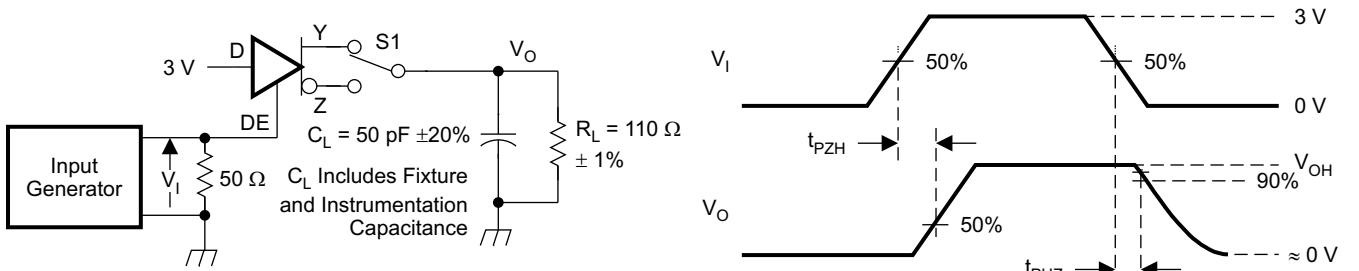 3 V
D
Y
S1
Z
DE
V_O
Input
Generator
V_I
50 Ω
C_L = 50 pF ±20%
C_L Includes Fixture
and Instrumentation
Capacitance
R_L = 110 Ω
± 1%
V_I
50%
50%
3 V
0 V
t_PZH
V_O
50%
V_OH
90%
≈ 0 V
t_PHZ